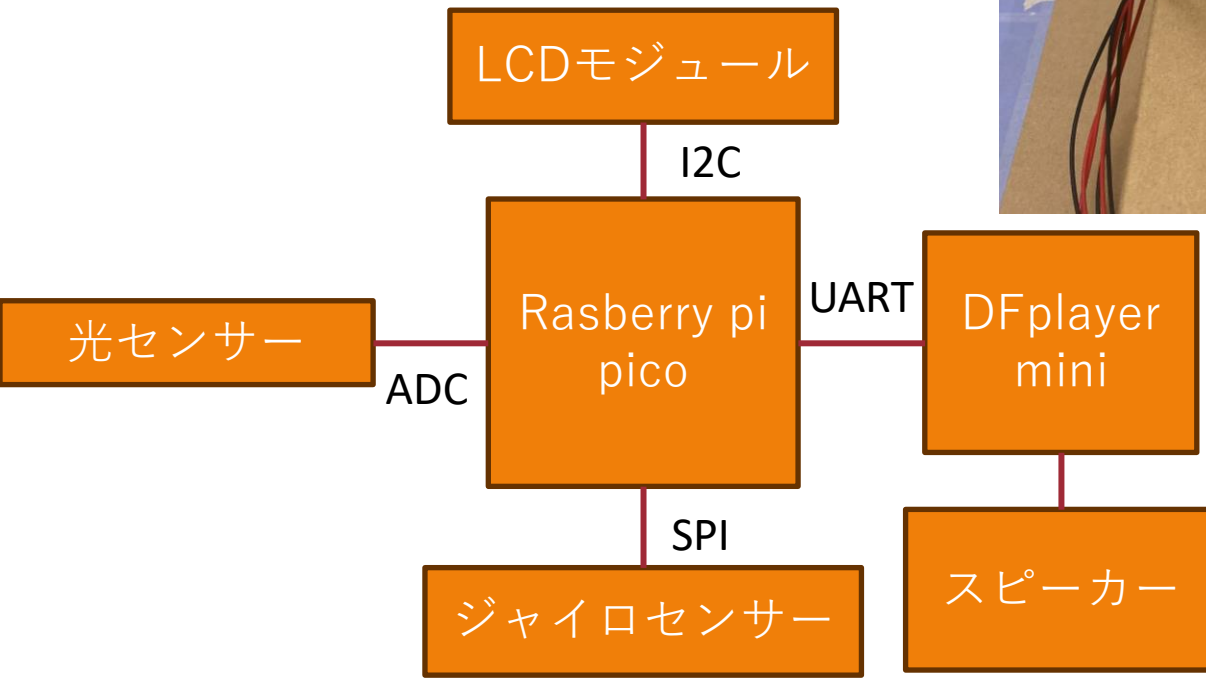 LCDモジュール
I2C
Rasberry pi
pico
UART
DFplayer
mini
光センサー
ADC
SPI
ジャイロセンサー
スピーカー